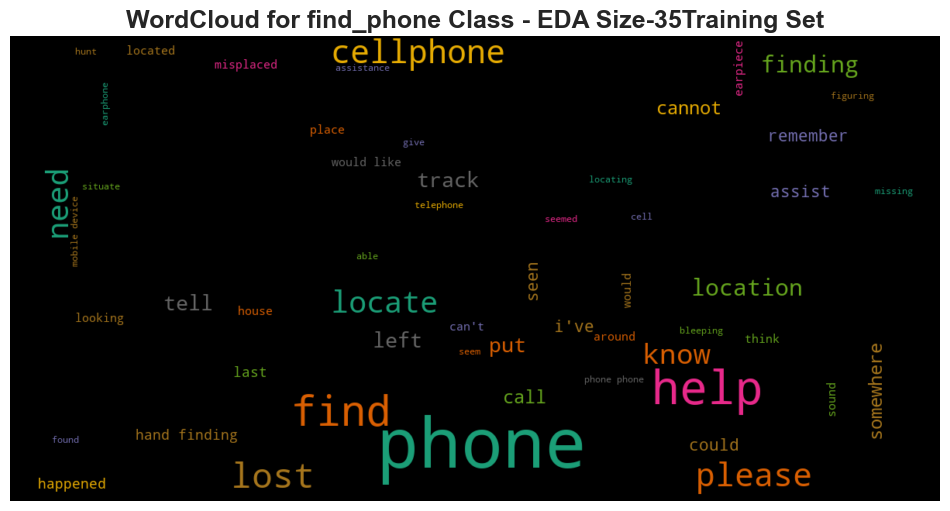 WordCloud for find_phone Class - EDA Size-35Training Set
hunt
located
misplaced
cellphone
assistance
earpiece
finding
earphone
figuring
cannot
place
give
remember
would like
track
locating
need
situate
assist
missing
mobile device
telephone
seemed
cell
able
seen
would
location
tell
house
locate
looking
left
can't
i've
around
bleeping
think
seem
put
know
last
phone phone
help
call
sound
somewhere
find
found
hand finding
phone
could
happened
lost
please